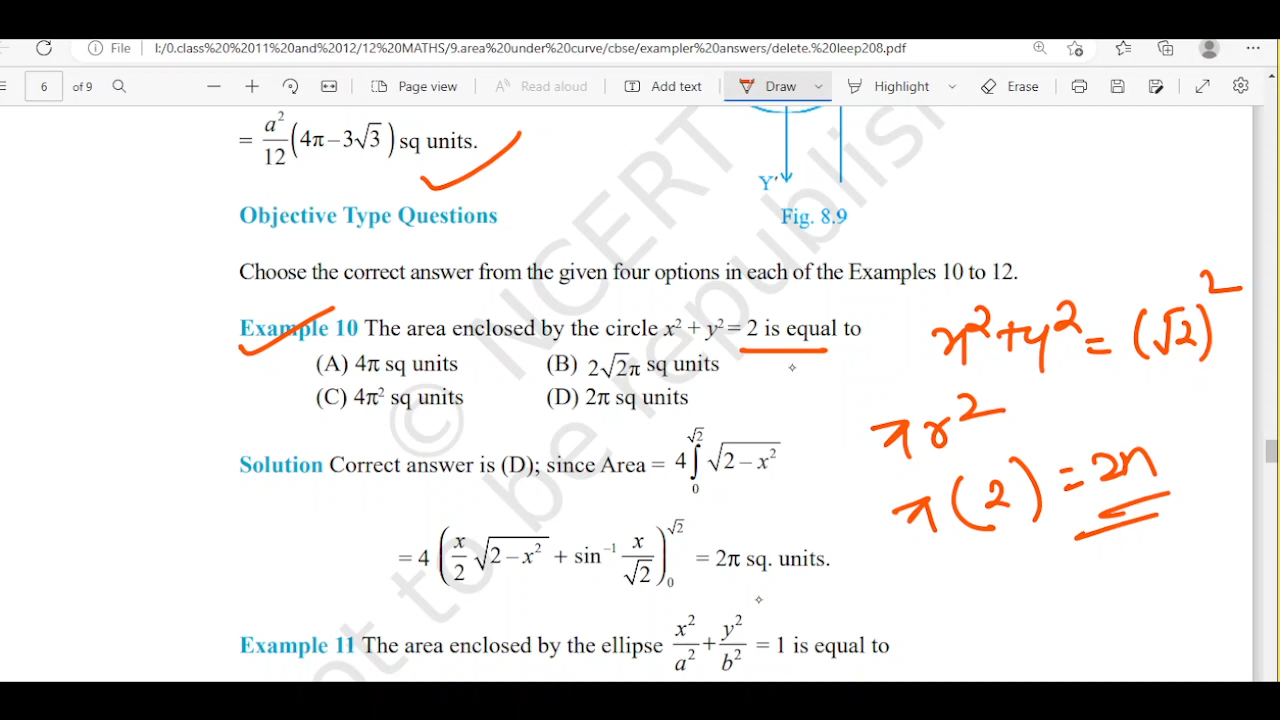 File I:/0.class%20%2011%20and%2012/12%20MATHS/9.area%20under%20curve/cbse/exampler%20answers/delete.%20leep208.pdf
6 of 9 Page view Read aloud Add text Draw Highlight Erase
= a²/12 (4π – 3√3) sq units.
Y′
Objective Type Questions
Fig. 8.9
Choose the correct answer from the given four options in each of the Examples 10 to 12.
Example 10 The area enclosed by the circle x² + y² = 2 is equal to
(A) 4π sq units (B) 2√2π sq units
(C) 4π² sq units (D) 2π sq units
x²+y² = (√2)²
πr²
π(2) = 2π
Solution Correct answer is (D); since Area = 4 ∫₀^√2 √(2 – x²)
= 4 (x/2 √(2 – x²) + sin⁻¹ x/√2)₀^√2 = 2π sq. units.
Example 11 The area enclosed by the ellipse x²/a² + y²/b² = 1 is equal to
© NCERT
not to be republish